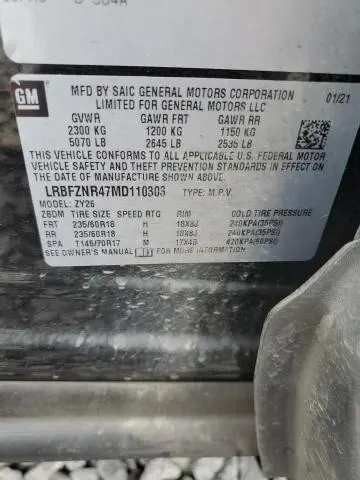 GM
MFD BY SAIC GENERAL MOTORS CORPORATION 01/21
LIMITED FOR GENERAL MOTORS LLC
GVWR GAWR FRT GAWR RR
2300 KG 1200 KG 1150 KG
5070 LB 2645 LB 2535 LB
THIS VEHICLE CONFORMS TO ALL APPLICABLE U.S. FEDERAL MOTOR
VEHICLE SAFETY AND THEFT PREVENTION STANDARDS IN
EFFECT ON THE DATE OF MANUFACTURE SHOWN ABOVE.
LRBFZNR47MD110303 TYPE: M.P.V.
MODEL: ZY26
ZBDM TIRE SIZE SPEED RTG RIM COLD TIRE PRESSURE
FRT 235/60R18 H 18X8J 240KPA(35PSI)
RR 235/60R18 H 18X8J 240KPA(35PSI)
SPA T145/70R17 M 17X4B 420KPA(60PSI)
SEE OWNER'S MANUAL FOR MORE INFORMATION